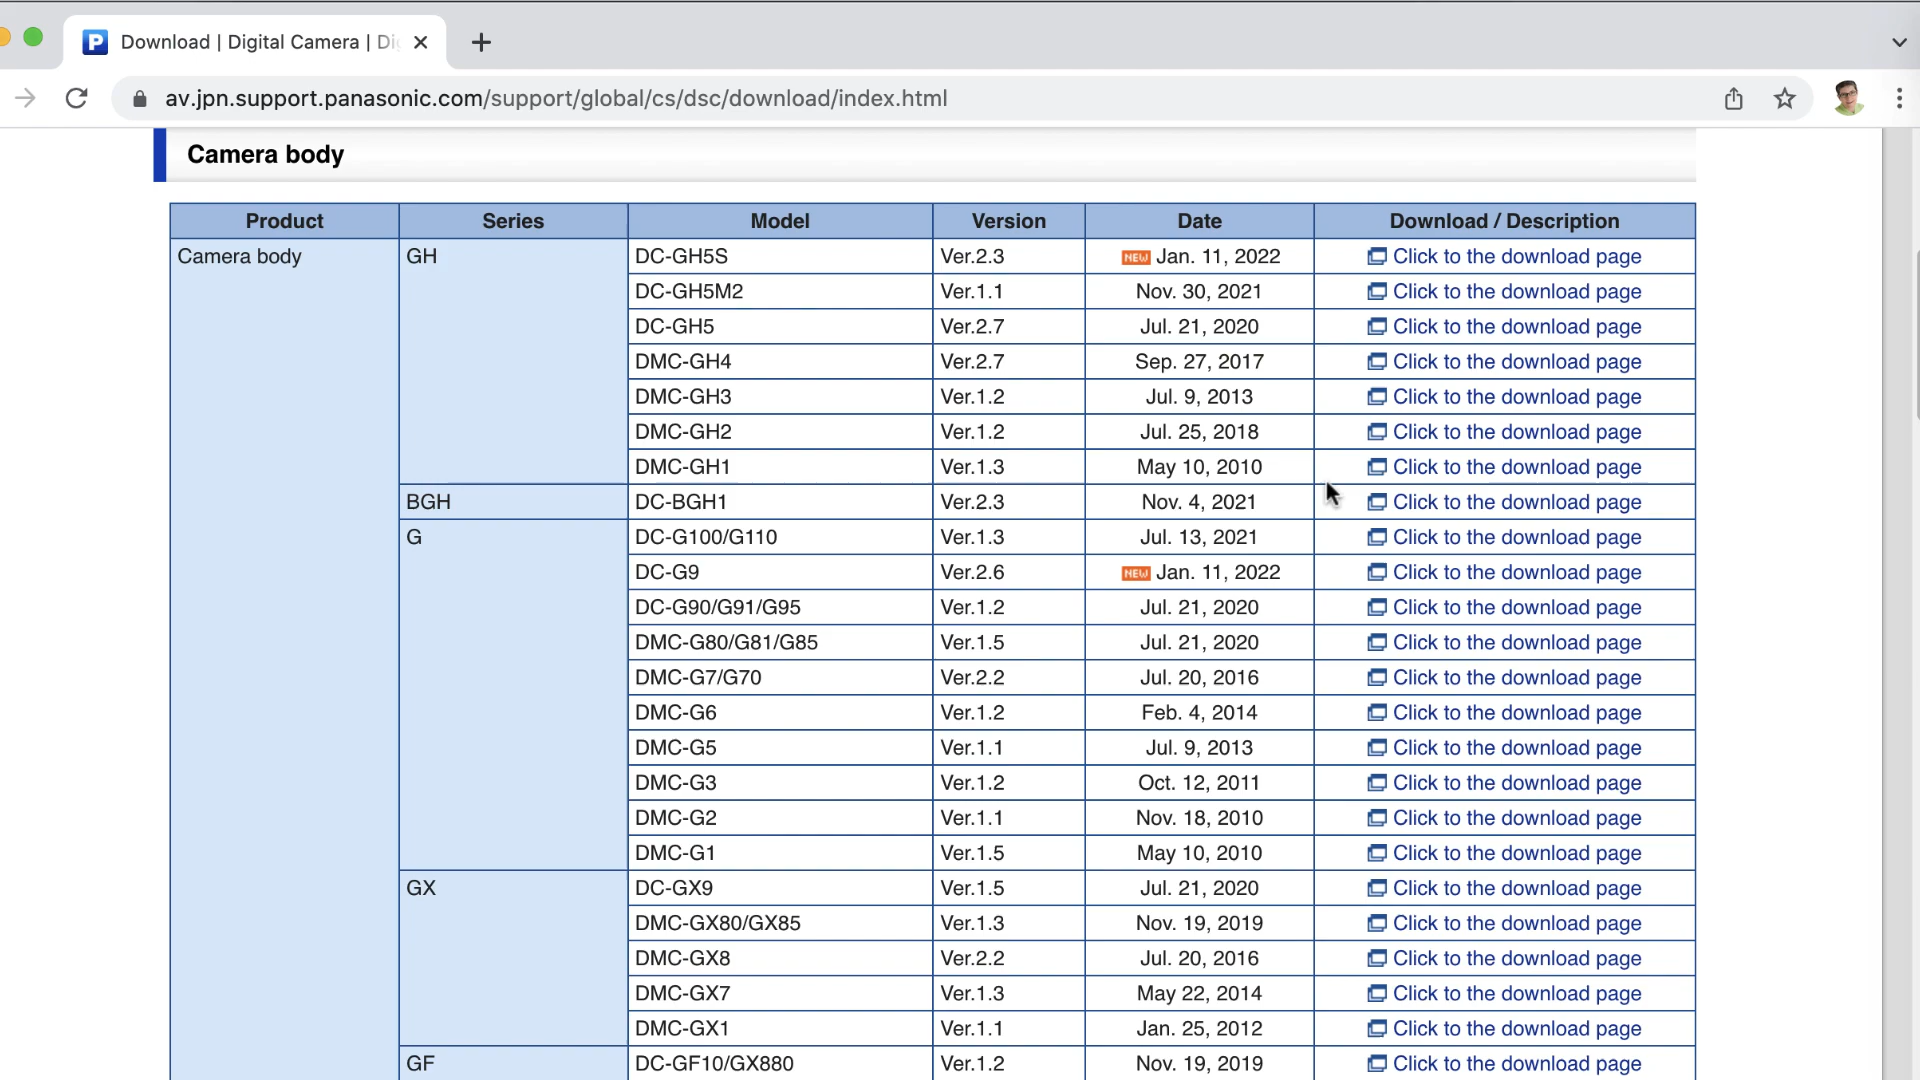 Download | Digital Camera | Di
av.jpn.support.panasonic.com/support/global/cs/dsc/download/index.html
Camera body
Product Series Model Version Date Download / Description
Camera body GH DC-GH5S Ver.2.3 NEW Jan. 11, 2022 Click to the download page
DC-GH5M2 Ver.1.1 Nov. 30, 2021 Click to the download page
DC-GH5 Ver.2.7 Jul. 21, 2020 Click to the download page
DMC-GH4 Ver.2.7 Sep. 27, 2017 Click to the download page
DMC-GH3 Ver.1.2 Jul. 9, 2013 Click to the download page
DMC-GH2 Ver.1.2 Jul. 25, 2018 Click to the download page
DMC-GH1 Ver.1.3 May 10, 2010 Click to the download page
BGH DC-BGH1 Ver.2.3 Nov. 4, 2021 Click to the download page
G DC-G100/G110 Ver.1.3 Jul. 13, 2021 Click to the download page
DC-G9 Ver.2.6 NEW Jan. 11, 2022 Click to the download page
DC-G90/G91/G95 Ver.1.2 Jul. 21, 2020 Click to the download page
DMC-G80/G81/G85 Ver.1.5 Jul. 21, 2020 Click to the download page
DMC-G7/G70 Ver.2.2 Jul. 20, 2016 Click to the download page
DMC-G6 Ver.1.2 Feb. 4, 2014 Click to the download page
DMC-G5 Ver.1.1 Jul. 9, 2013 Click to the download page
DMC-G3 Ver.1.2 Oct. 12, 2011 Click to the download page
DMC-G2 Ver.1.1 Nov. 18, 2010 Click to the download page
DMC-G1 Ver.1.5 May 10, 2010 Click to the download page
GX DC-GX9 Ver.1.5 Jul. 21, 2020 Click to the download page
DMC-GX80/GX85 Ver.1.3 Nov. 19, 2019 Click to the download page
DMC-GX8 Ver.2.2 Jul. 20, 2016 Click to the download page
DMC-GX7 Ver.1.3 May 22, 2014 Click to the download page
DMC-GX1 Ver.1.1 Jan. 25, 2012 Click to the download page
GF DC-GF10/GX880 Ver.1.2 Nov. 19, 2019 Click to the download page